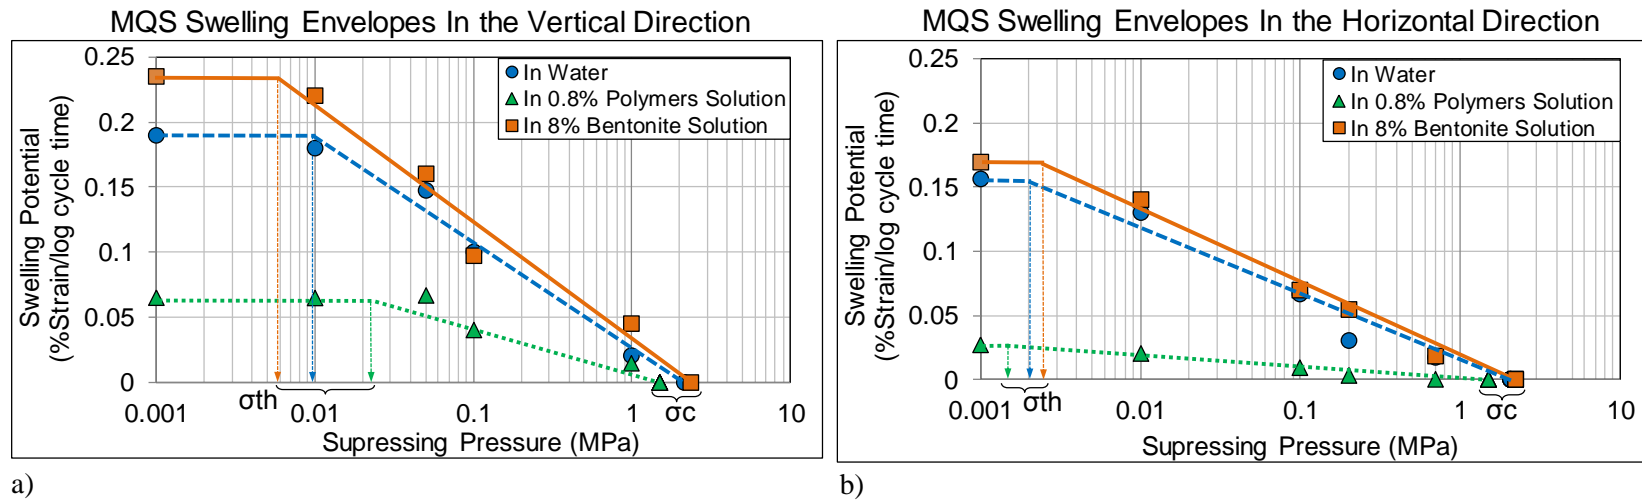 MQS Swelling Envelopes In the Vertical Direction
0.25
0.2
0.15
0.1
0.05
0
Swelling Potential
(%Strain/log cycle time)
In Water
In 0.8% Polymers Solution
In 8% Bentonite Solution
σth
σc
0.001
0.01
0.1
1
10
Supressing Pressure (MPa)
a)
MQS Swelling Envelopes In the Horizontal Direction
0.25
0.2
0.15
0.1
0.05
0
Swelling Potential
(%Strain/log cycle time)
In Water
In 0.8% Polymers Solution
In 8% Bentonite Solution
σth
σc
0.001
0.01
0.1
1
10
Supressing Pressure (MPa)
b)